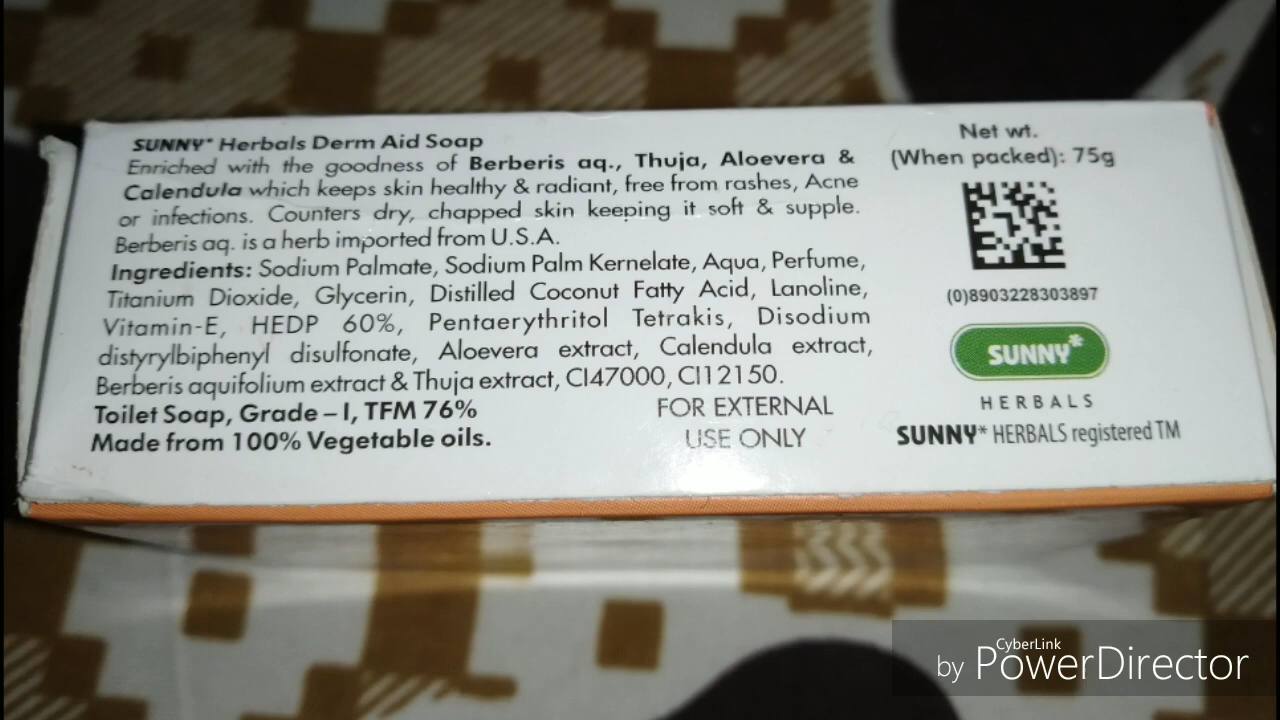 SUNNY* Herbals Derm Aid Soap
Enriched with the goodness of Berberis aq., Thuja, Aloevera &
Calendula which keeps skin healthy & radiant, free from rashes, Acne
or infections. Counters dry, chapped skin keeping it soft & supple.
Berberis aq. is a herb imported from U.S.A.
Ingredients: Sodium Palmate, Sodium Palm Kernelate, Aqua, Perfume,
Titanium Dioxide, Glycerin, Distilled Coconut Fatty Acid, Lanoline,
Vitamin-E, HEDP 60%, Pentaerythritol Tetrakis, Disodium
distyrylbiphenyl disulfonate, Aloevera extract, Calendula extract,
Berberis aquifolium extract & Thuja extract, CI47000, CI12150.
Toilet Soap, Grade – I, TFM 76%
Made from 100% Vegetable oils.
FOR EXTERNAL
USE ONLY
Net wt.
(When packed): 75g
(0)8903228303897
SUNNY*
HERBALS
SUNNY* HERBALS registered TM
CyberLink
by PowerDirector